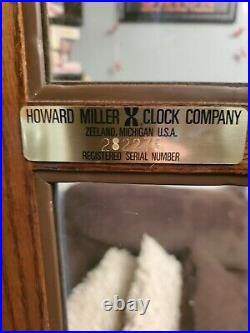 HOWARD MILLER CLOCK COMPANY
ZEELAND, MICHIGAN U.S.A.
REGISTERED SERIAL NUMBER